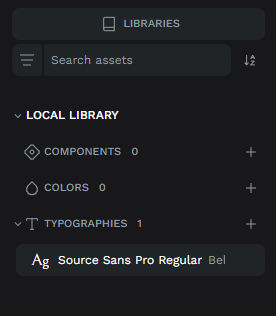 LIBRARIES
Search assets
LOCAL LIBRARY
COMPONENTS 0
COLORS 0
TYPOGRAPHIES 1
Ag Source Sans Pro Regular Bel